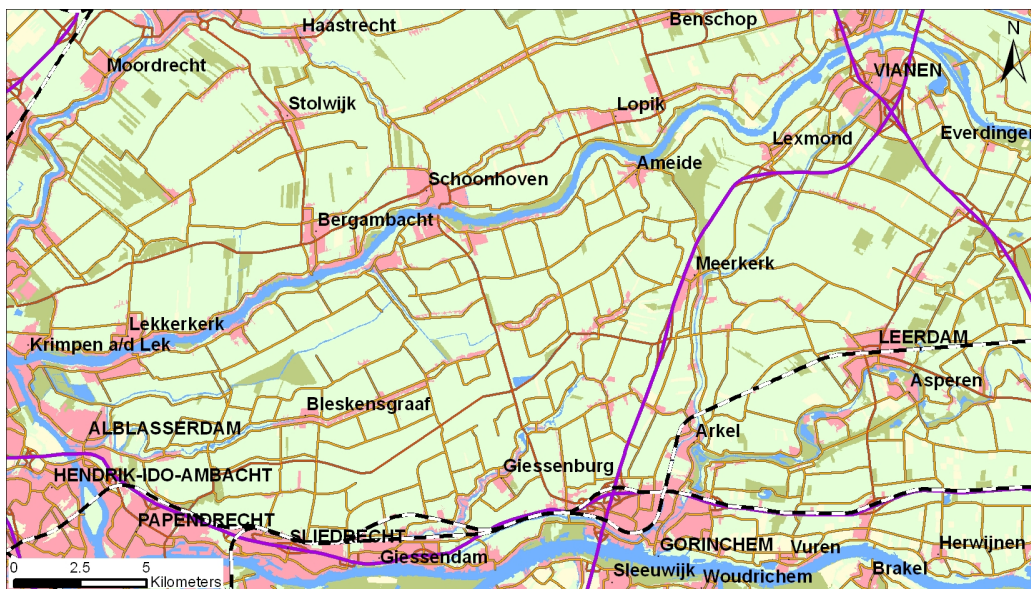 Haastrecht
Benschop
N
Moordrecht
VIANEN
Stolwijk
Lopik
Lexmond
Everdingen
Ameide
Schoonhoven
Bergambacht
Meerkerk
Lekkerkerk
Krimpen a/d Lek
LEERDAM
Asperen
Bleskensgraaf
ALBLASSERDAM
Arkel
Giessenburg
HENDRIK-IDO-AMBACHT
PAPENDRECHT
SLIEDRECHT
GORINCHEM
Vuren
Herwijnen
Giessendam
Sleeuwijk
Woudrichem
Brakel
0 2.5 5
Kilometers